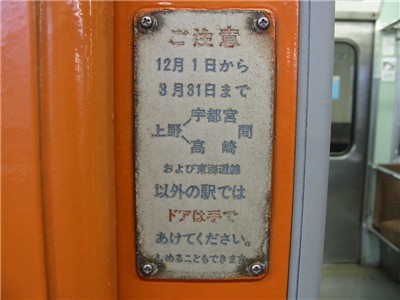 ご注意
12月1日から
3月31日まで
宇都宮
上野 間
高崎
および東海道線
以外の駅では
ドアは手で
あけてください。
しめることもできます